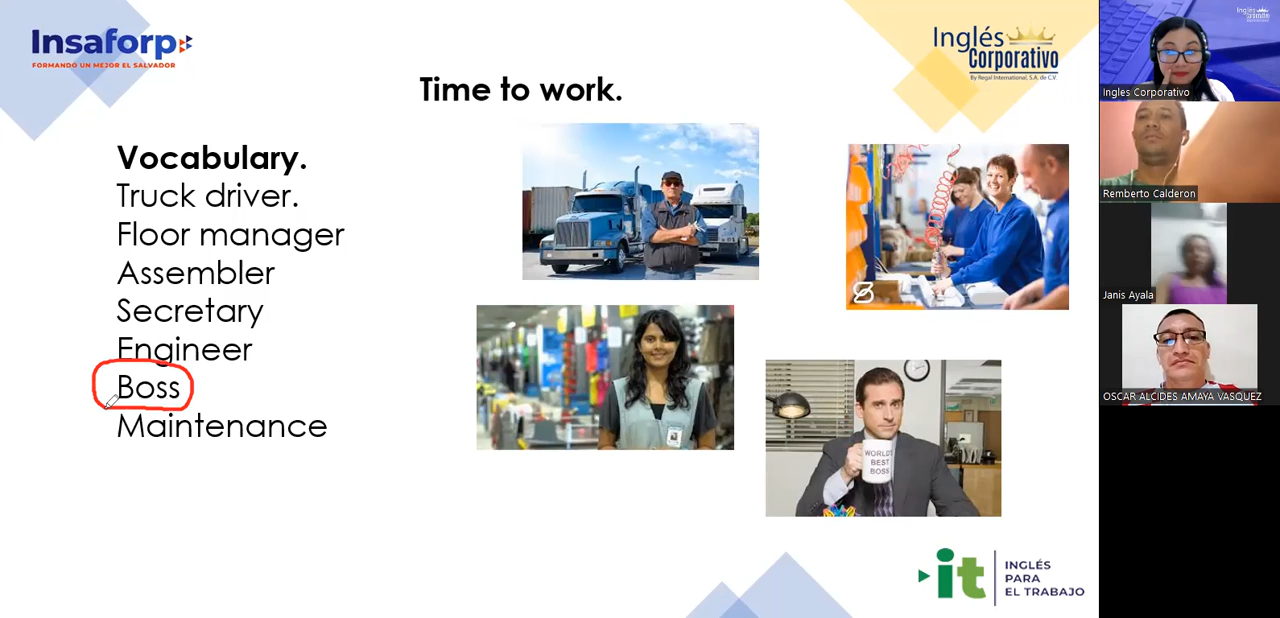 Insaforp
FORMANDO UN MEJOR EL SALVADOR
Inglés
Corporativo
By Regal International, S.A. de C.V.
Time to work.
Vocabulary.
Truck driver.
Floor manager
Assembler
Secretary
Engineer
Boss
Maintenance
WORLD'S
BEST
BOSS
it
INGLÉS
PARA
EL TRABAJO
Ingles Corporativo
Remberto Calderon
Janis Ayala
OSCAR ALCIDES AMAYA VASQUEZ